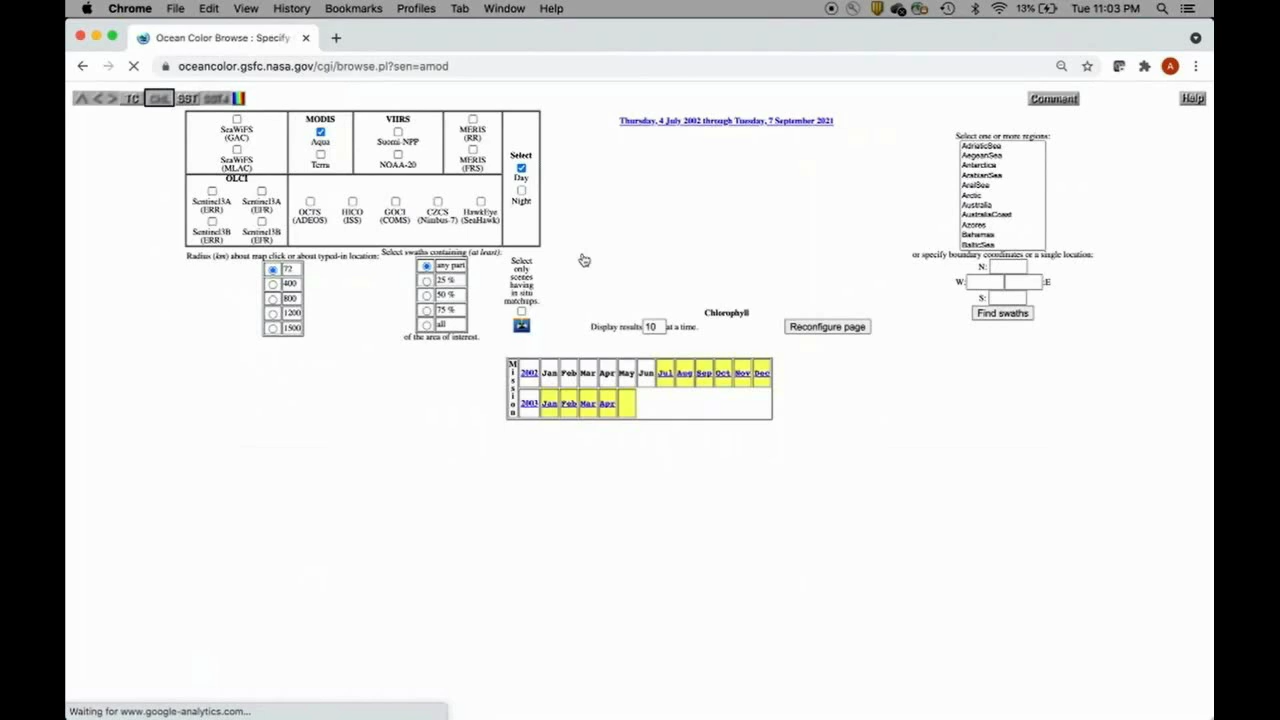 Chrome File Edit View History Bookmarks Profiles Tab Window Help 13% Tue 11:03 PM
Ocean Color Browse : Specify
oceancolor.gsfc.nasa.gov/cgi/browse.pl?sen=amod A
TC CHL SST SST4 Comment Help
SeaWiFS (GAC)
SeaWiFS (MLAC)
MODIS
Aqua
Terra
VIIRS
Suomi-NPP
NOAA-20
MERIS (RR)
MERIS (FRS)
OLCI
Sentinel3A (ERR)
Sentinel3A (EFR)
Sentinel3B (ERR)
Sentinel3B (EFR)
OCTS (ADEOS)
HICO (ISS)
GOCI (COMS)
CZCS (Nimbus-7)
HawkEye (SeaHawk)
Select
Day
Night
Thursday, 4 July 2002 through Tuesday, 7 September 2021
Select one or more regions:
AdriaticSea
AegeanSea
Antarctica
ArabianSea
AralSea
Arctic
Australia
AustraliaCoast
Azores
Bahamas
BalticSea
or specify boundary coordinates or a single location:
N:
W: :E
S:
Find swaths
Radius (km) about map click or about typed-in location:
72
400
800
1200
1500
Select swaths containing (at least):
any part
25 %
50 %
75 %
all
of the area of interest.
Select
only
scenes
having
in situ
matchups.
Chlorophyll
Display results 10 at a time.
Reconfigure page
Mission
2002 Jan Feb Mar Apr May Jun Jul Aug Sep Oct Nov Dec
2003 Jan Feb Mar Apr
Waiting for www.google-analytics.com...